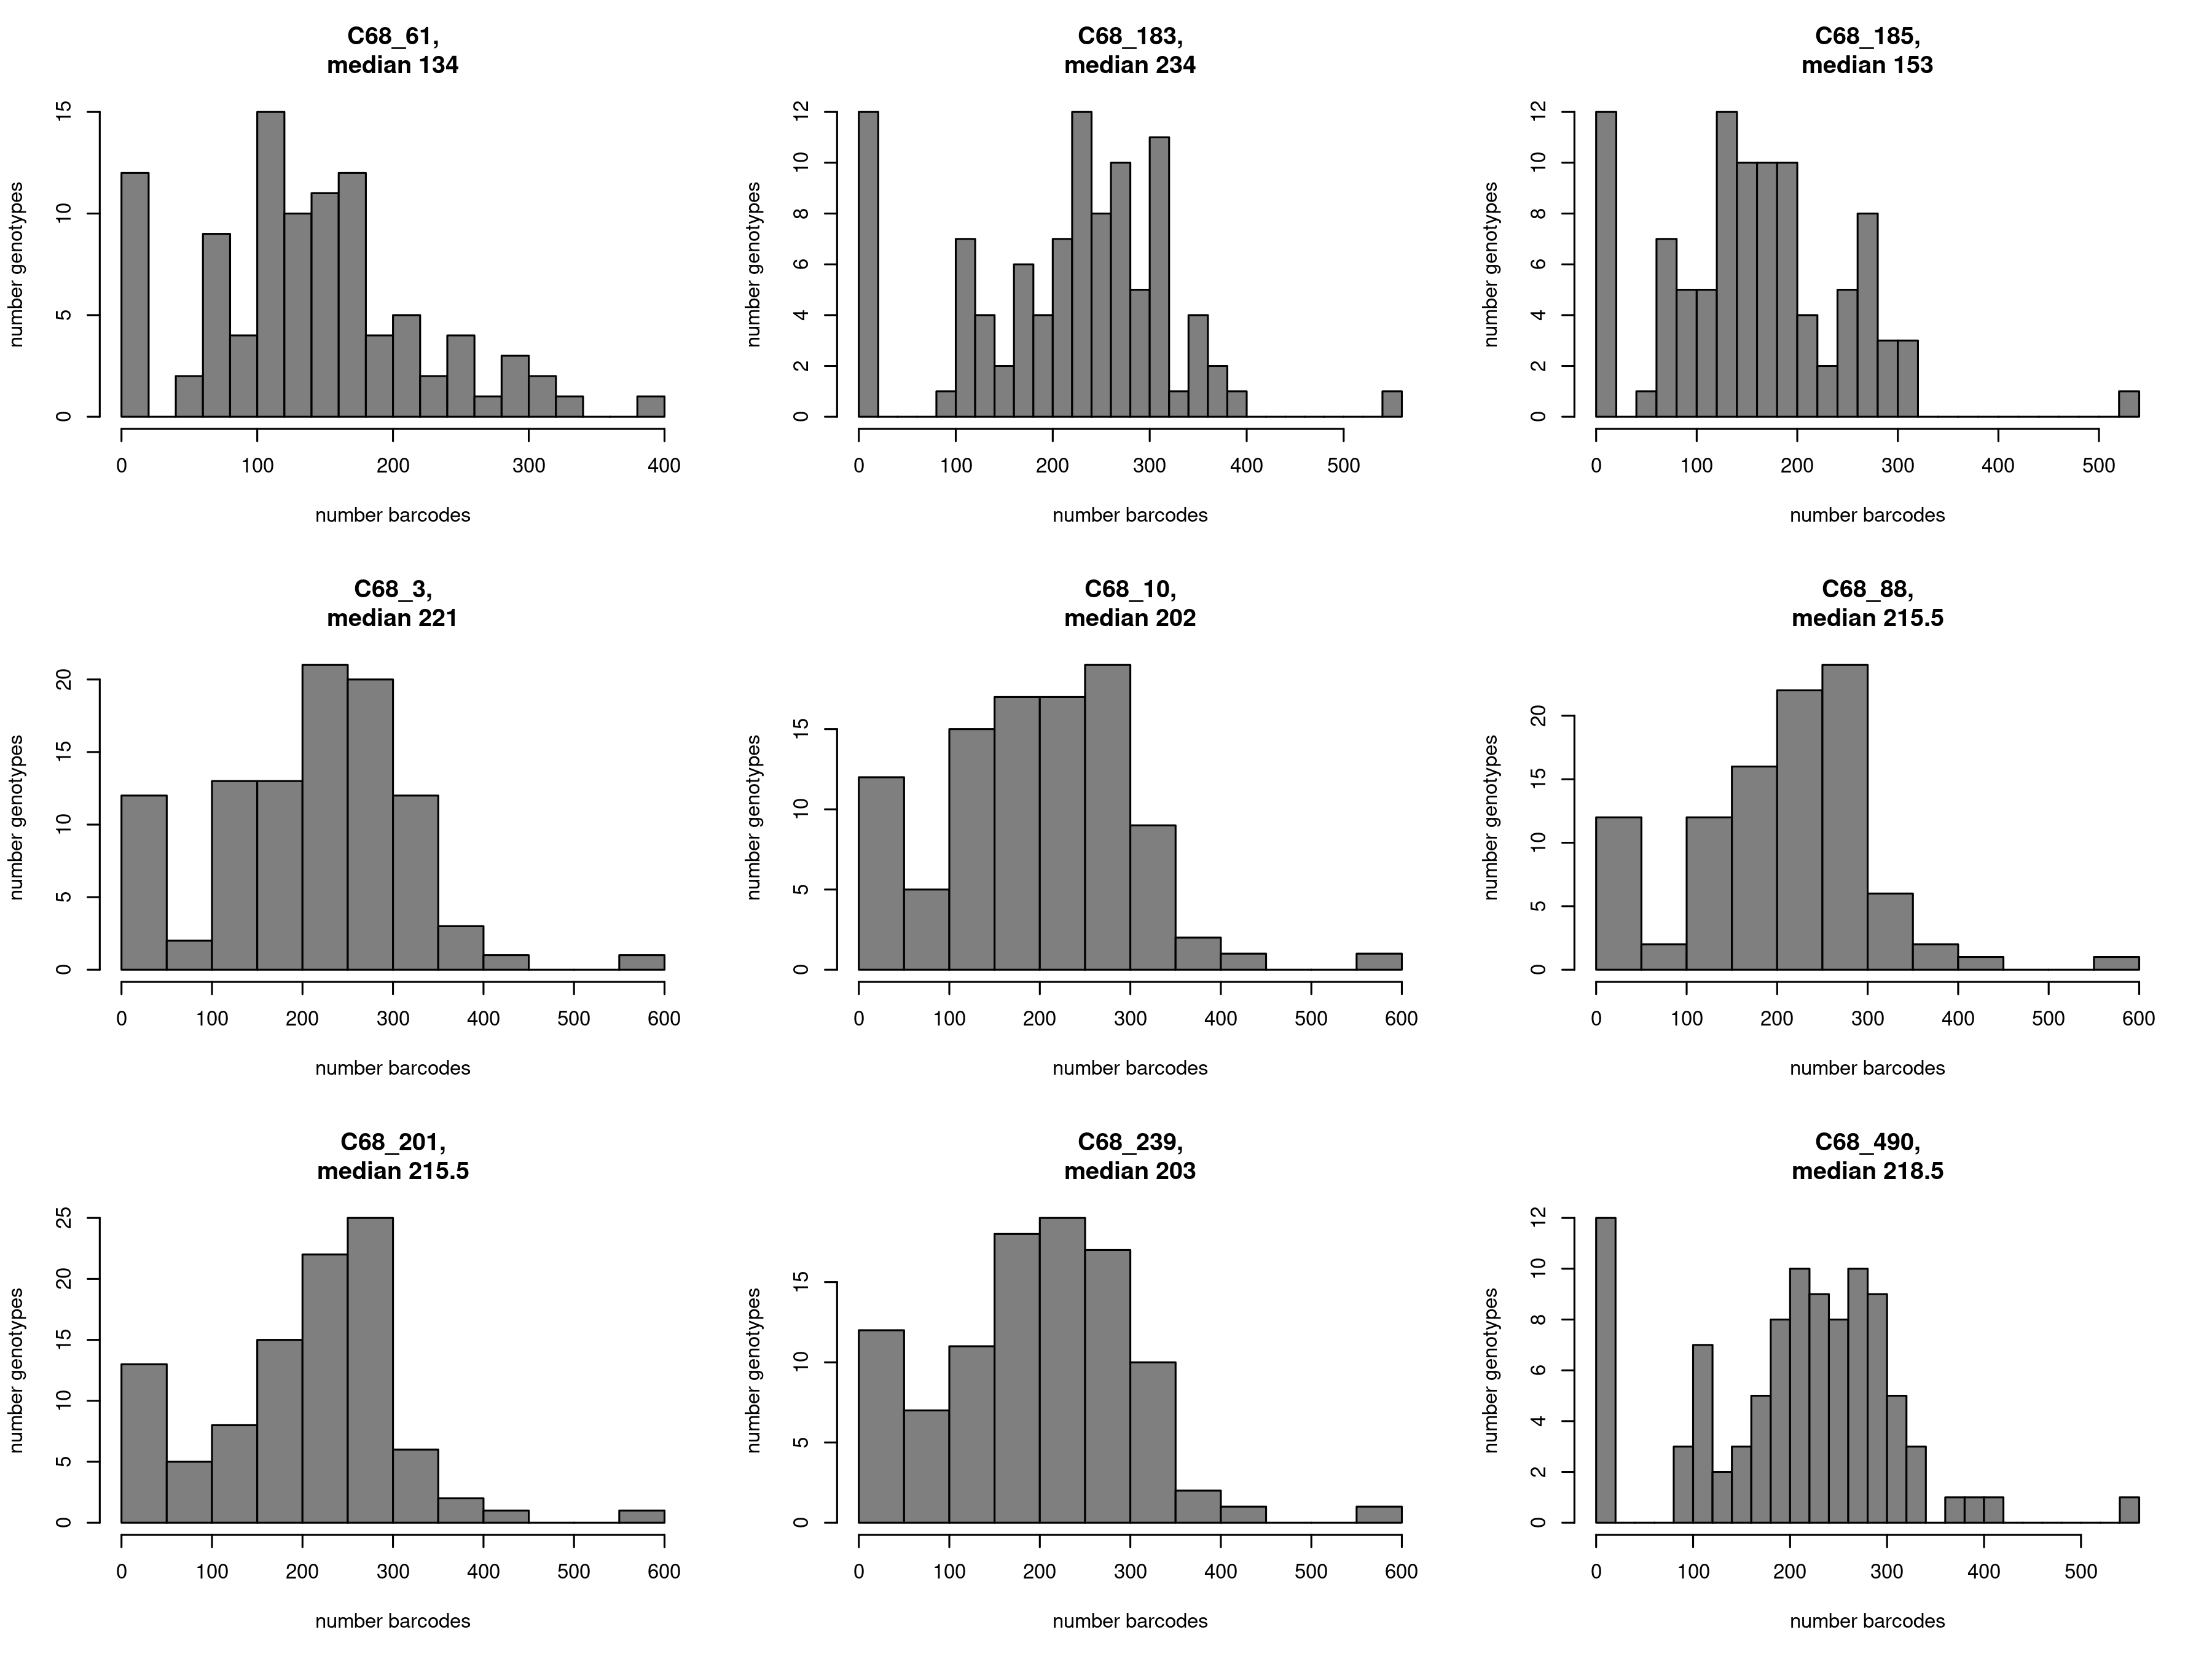 C68_61,
median 134
number genotypes
0 5 10 15
0 100 200 300 400
number barcodes
C68_183,
median 234
number genotypes
0 2 4 6 8 10 12
0 100 200 300 400 500
number barcodes
C68_185,
median 153
number genotypes
0 2 4 6 8 10 12
0 100 200 300 400 500
number barcodes
C68_3,
median 221
number genotypes
0 5 10 15 20
0 100 200 300 400 500 600
number barcodes
C68_10,
median 202
number genotypes
0 5 10 15
0 100 200 300 400 500 600
number barcodes
C68_88,
median 215.5
number genotypes
0 5 10 15 20
0 100 200 300 400 500 600
number barcodes
C68_201,
median 215.5
number genotypes
0 5 10 15 20 25
0 100 200 300 400 500 600
number barcodes
C68_239,
median 203
number genotypes
0 5 10 15
0 100 200 300 400 500 600
number barcodes
C68_490,
median 218.5
number genotypes
0 2 4 6 8 10 12
0 100 200 300 400 500
number barcodes